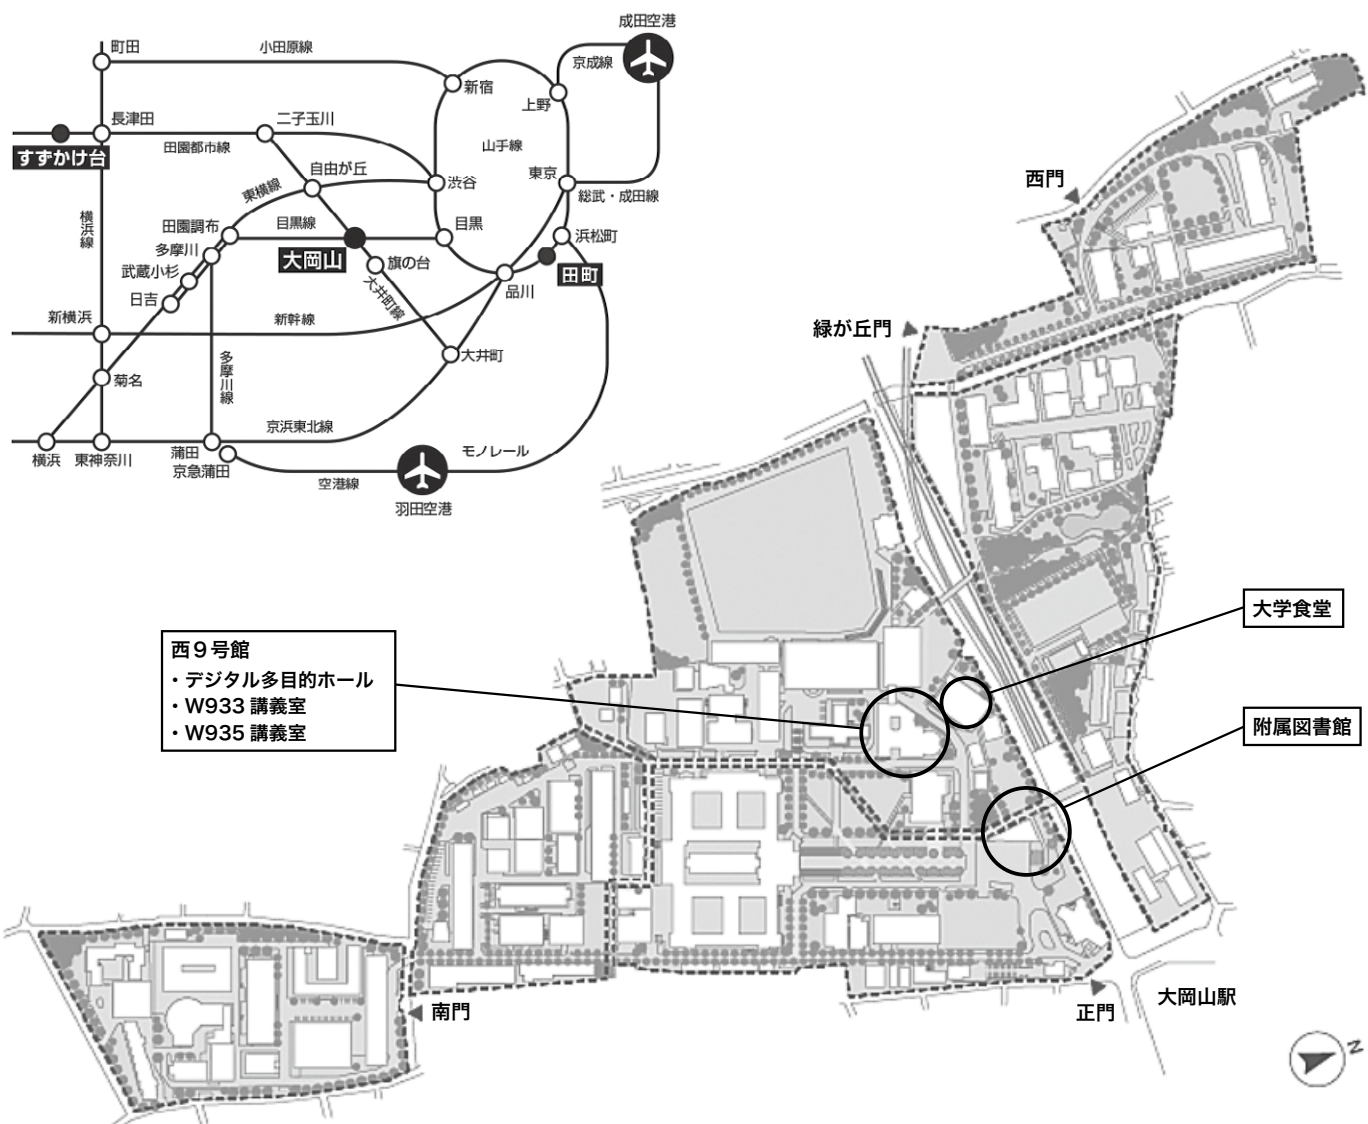 成田空港
町田
小田原線
京成線
新宿
上野
長津田
二子玉川
山手線
すずかけ台
田園都市線
自由が丘
東京
渋谷
総武・成田線
東横線
横浜線
田園調布
目黒線
目黒
浜松町
多摩川
大岡山
旗の台
田町
武蔵小杉
大井町線
日吉
品川
新横浜
新幹線
大井町
多摩川線
菊名
京浜東北線
横浜
東神奈川
蒲田
京急蒲田
モノレール
空港線
羽田空港
西門
緑が丘門
大学食堂
西9号館
・デジタル多目的ホール
・W933 講義室
・W935 講義室
附属図書館
南門
正門
大岡山駅
N